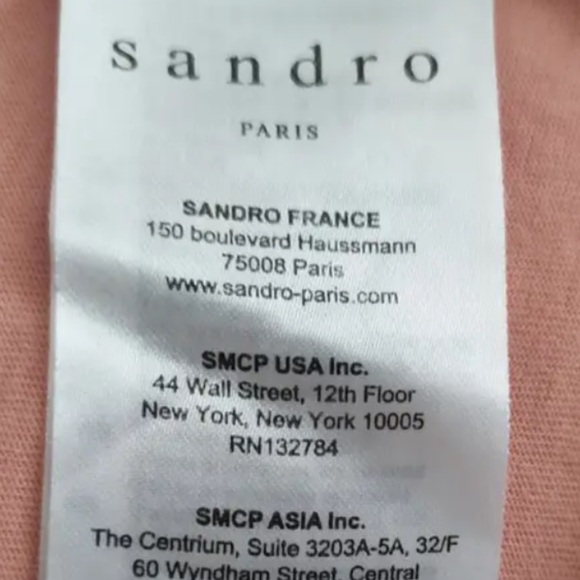 sandro
PARIS
SANDRO FRANCE
150 boulevard Haussmann
75008 Paris
www.sandro-paris.com
SMCP USA Inc.
44 Wall Street, 12th Floor
New York, New York 10005
RN132784
SMCP ASIA Inc.
The Centrium, Suite 3203A-5A, 32/F
60 Wyndham Street, Central